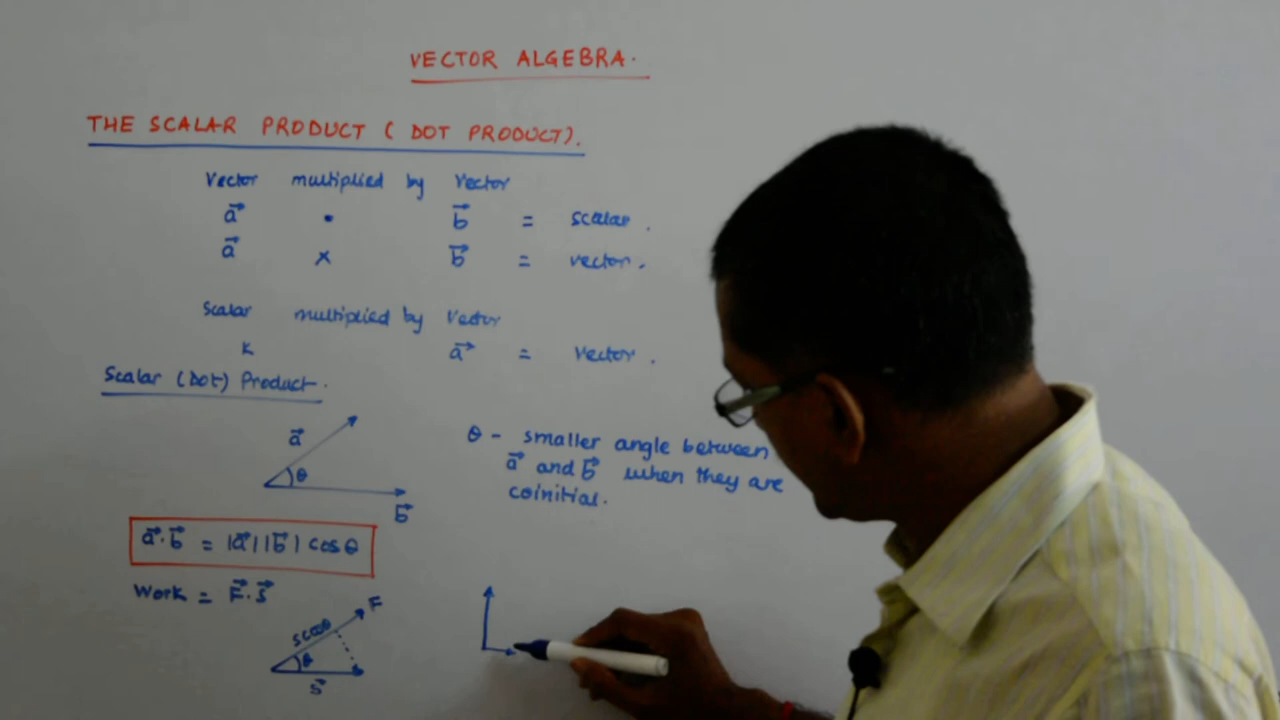 VECTOR ALGEBRA.
THE SCALAR PRODUCT ( DOT PRODUCT).
Vector multiplied by Vector
a⃗ • b⃗ = scalar.
a⃗ × b⃗ = vector.
Scalar multiplied by Vector
k a⃗ = Vector.
Scalar (Dot) Product.
a⃗
θ
b⃗
θ - smaller angle between
a⃗ and b⃗ when they are
coinitial.
a⃗.b⃗ = |a⃗||b⃗| cos θ
Work = F⃗.S⃗
F
S cosθ
θ
S⃗